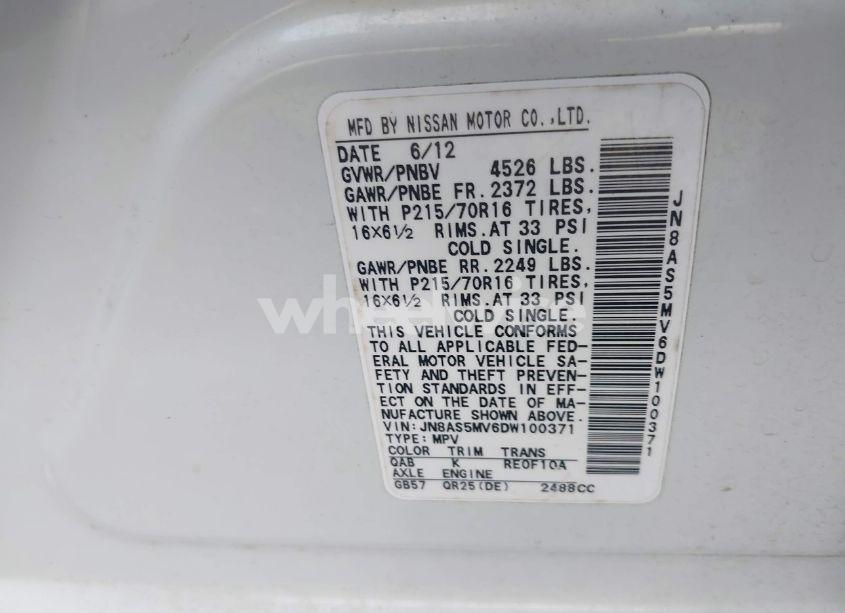 MFD BY NISSAN MOTOR CO.,LTD.
DATE 6/12
GVWR/PNBV 4526 LBS.
GAWR/PNBE FR.2372 LBS.
WITH P215/70R16 TIRES,
16X6½ RIMS.AT 33 PSI
COLD SINGLE.
GAWR/PNBE RR.2249 LBS.
WITH P215/70R16 TIRES,
16X6½ RIMS.AT 33 PSI
COLD SINGLE.
THIS VEHICLE CONFORMS
TO ALL APPLICABLE FED-
ERAL MOTOR VEHICLE SA-
FETY AND THEFT PREVEN-
TION STANDARDS IN EFF-
ECT ON THE DATE OF MA-
NUFACTURE SHOWN ABOVE.
VIN:JN8AS5MV6DW100371
TYPE:MPV
COLOR TRIM TRANS
QAB K RE0F10A
AXLE ENGINE
GB57 QR25(DE) 2488CC
JN8AS5MV6DW100371